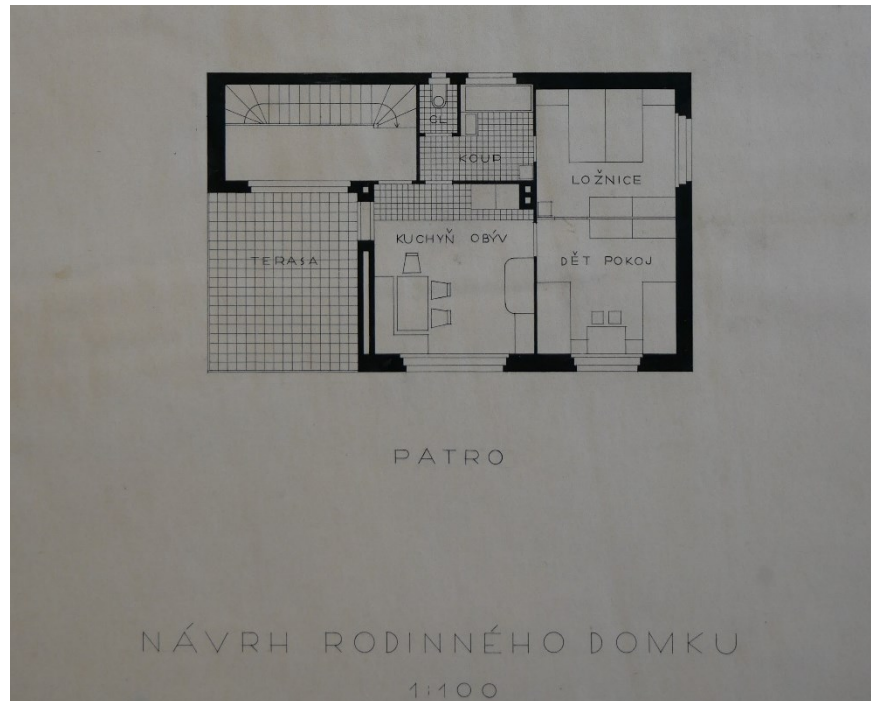 CL
KOUP
LOŽNICE
KUCHYŇ OBÝV
TERASA
DĚT POKOJ
PATRO
NÁVRH RODINNÉHO DOMKU
1:100